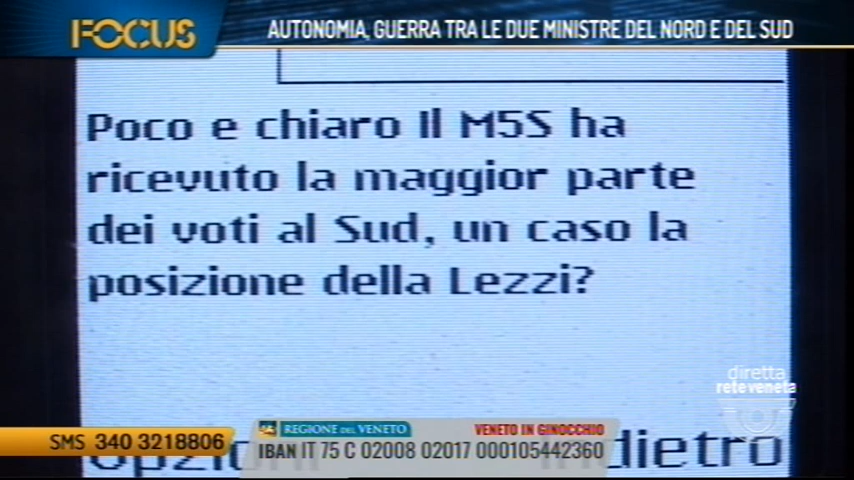 FOCUS
AUTONOMIA, GUERRA TRA LE DUE MINISTRE DEL NORD E DEL SUD
Poco e chiaro Il M5S ha
ricevuto la maggior parte
dei voti al Sud, un caso la
posizione della Lezzi?
diretta
reteveneta
REGIONE DEL VENETO
VENETO IN GINOCCHIO
SMS 340 3218806
IBAN IT 75 C 02008 02017 000105442360
Opzioni
Indietro